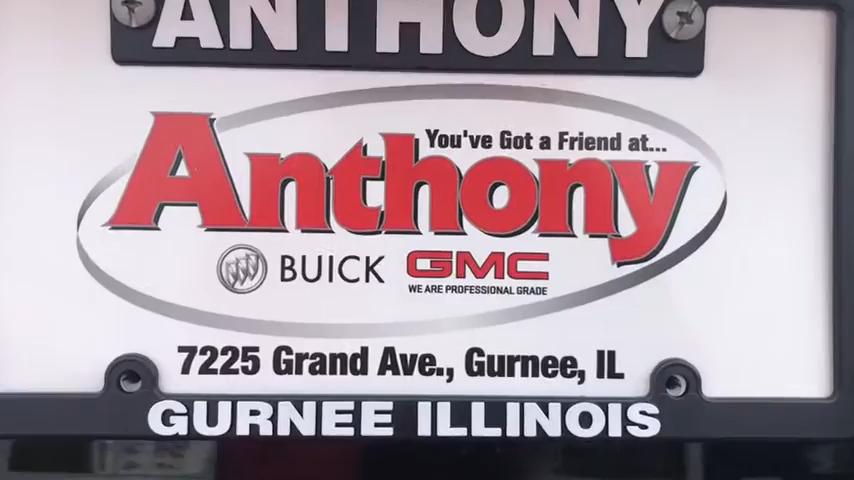 ANTHONY
You've Got a Friend at...
Anthony
BUICK GMC
WE ARE PROFESSIONAL GRADE
7225 Grand Ave., Gurnee, IL
GURNEE ILLINOIS